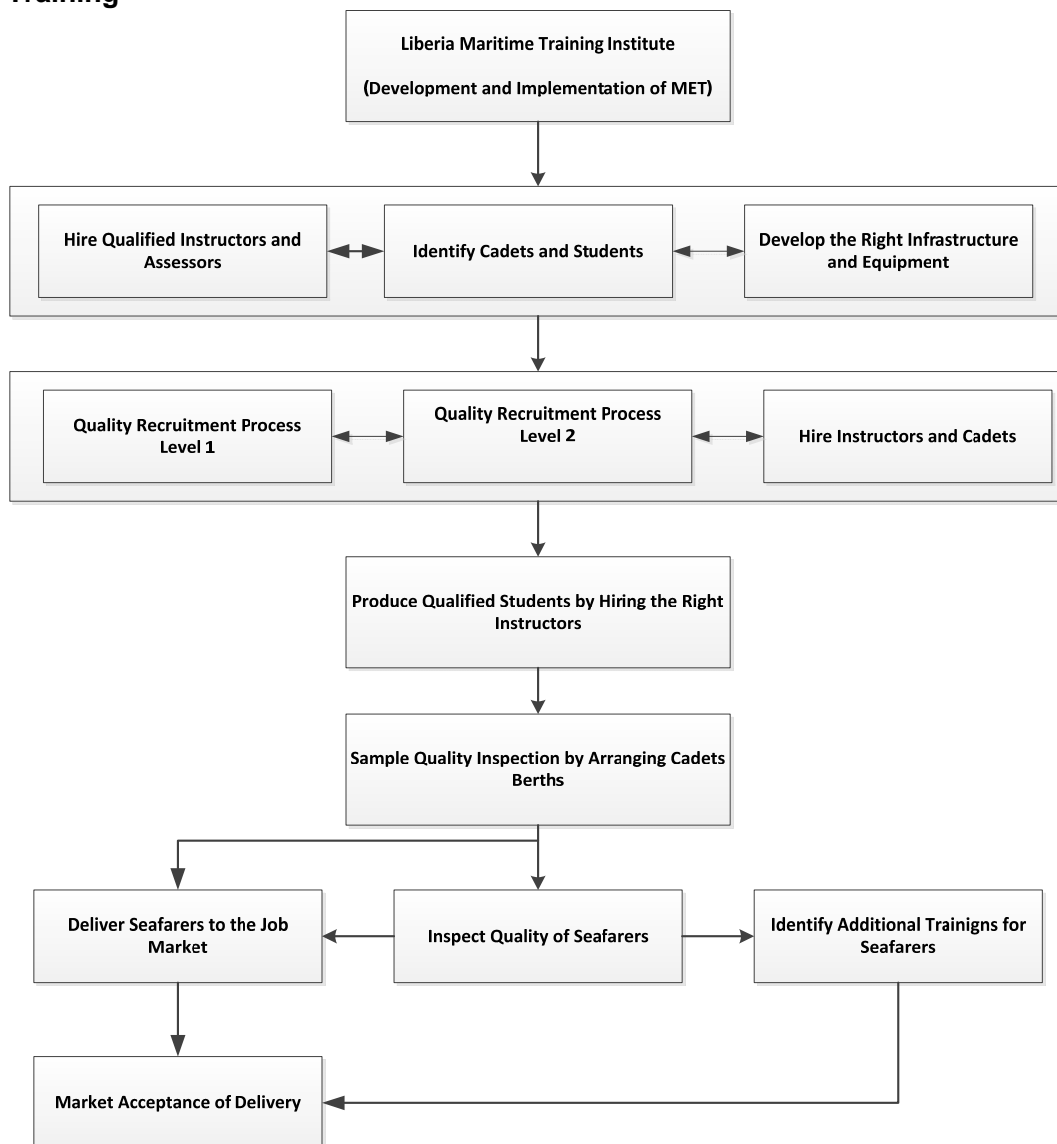 Training
Liberia Maritime Training Institute
(Development and Implementation of MET)
Hire Qualified Instructors and
Assessors
Identify Cadets and Students
Develop the Right Infrastructure
and Equipment
Quality Recruitment Process
Level 1
Quality Recruitment Process
Level 2
Hire Instructors and Cadets
Produce Qualified Students by Hiring the Right
Instructors
Sample Quality Inspection by Arranging Cadets
Berths
Deliver Seafarers to the Job
Market
Inspect Quality of Seafarers
Identify Additional Trainigns for
Seafarers
Market Acceptance of Delivery